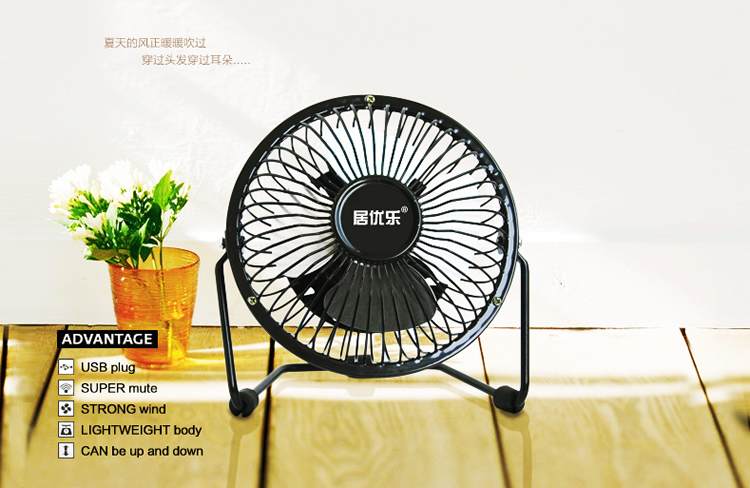 夏天的风正暖暖吹过
穿过头发穿过耳朵.....
居优乐®
ADVANTAGE
USB plug
SUPER mute
STRONG wind
LIGHTWEIGHT body
CAN be up and down